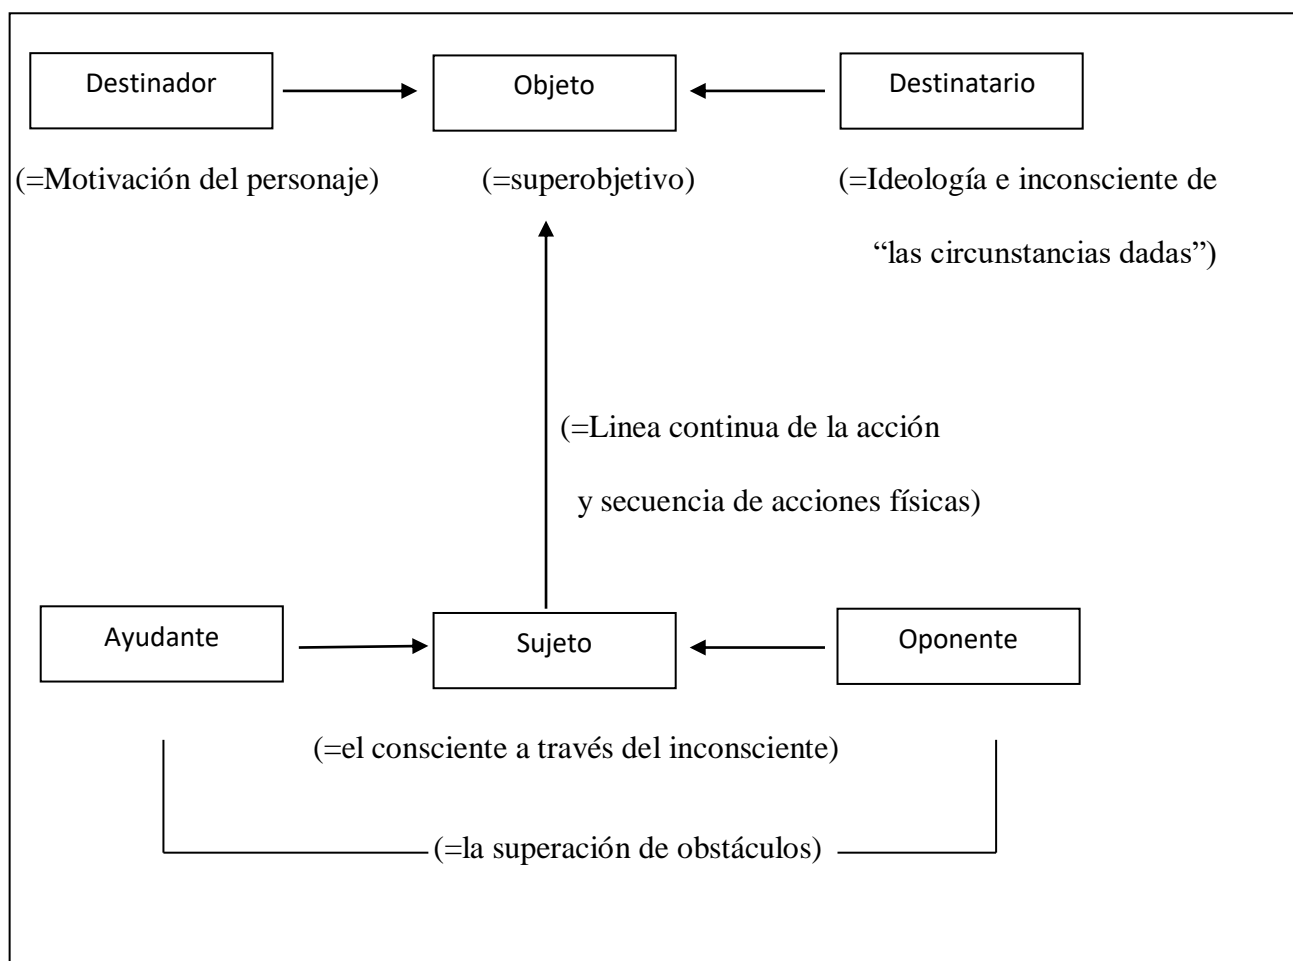 Destinador
Objeto
Destinatario
(=Motivación del personaje)
(=superobjetivo)
(=Ideología e inconsciente de
“las circunstancias dadas”)
(=Linea continua de la acción
y secuencia de acciones físicas)
Ayudante
Sujeto
Oponente
(=el consciente a través del inconsciente)
(=la superación de obstáculos)